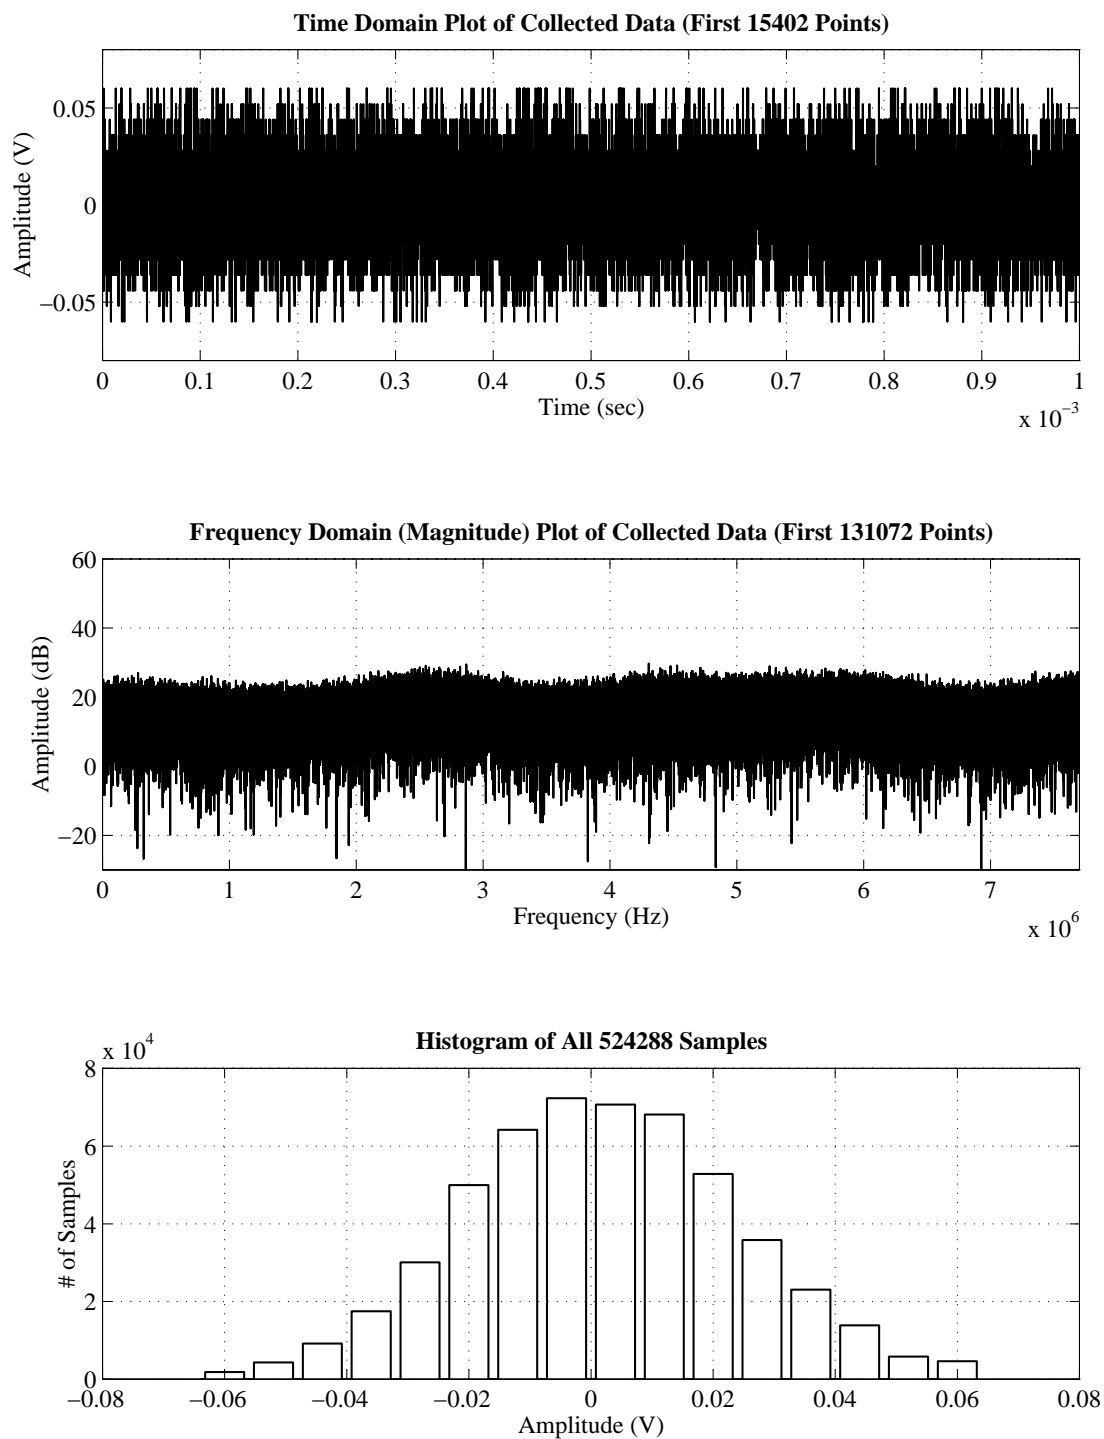 Time Domain Plot of Collected Data (First 15402 Points)
0.05
0
−0.05
Amplitude (V)
0 0.1 0.2 0.3 0.4 0.5 0.6 0.7 0.8 0.9 1
Time (sec)
x 10−3
Frequency Domain (Magnitude) Plot of Collected Data (First 131072 Points)
60
40
20
0
−20
Amplitude (dB)
0 1 2 3 4 5 6 7
Frequency (Hz)
x 106
Histogram of All 524288 Samples
x 104
8
6
4
2
0
# of Samples
−0.08 −0.06 −0.04 −0.02 0 0.02 0.04 0.06 0.08
Amplitude (V)